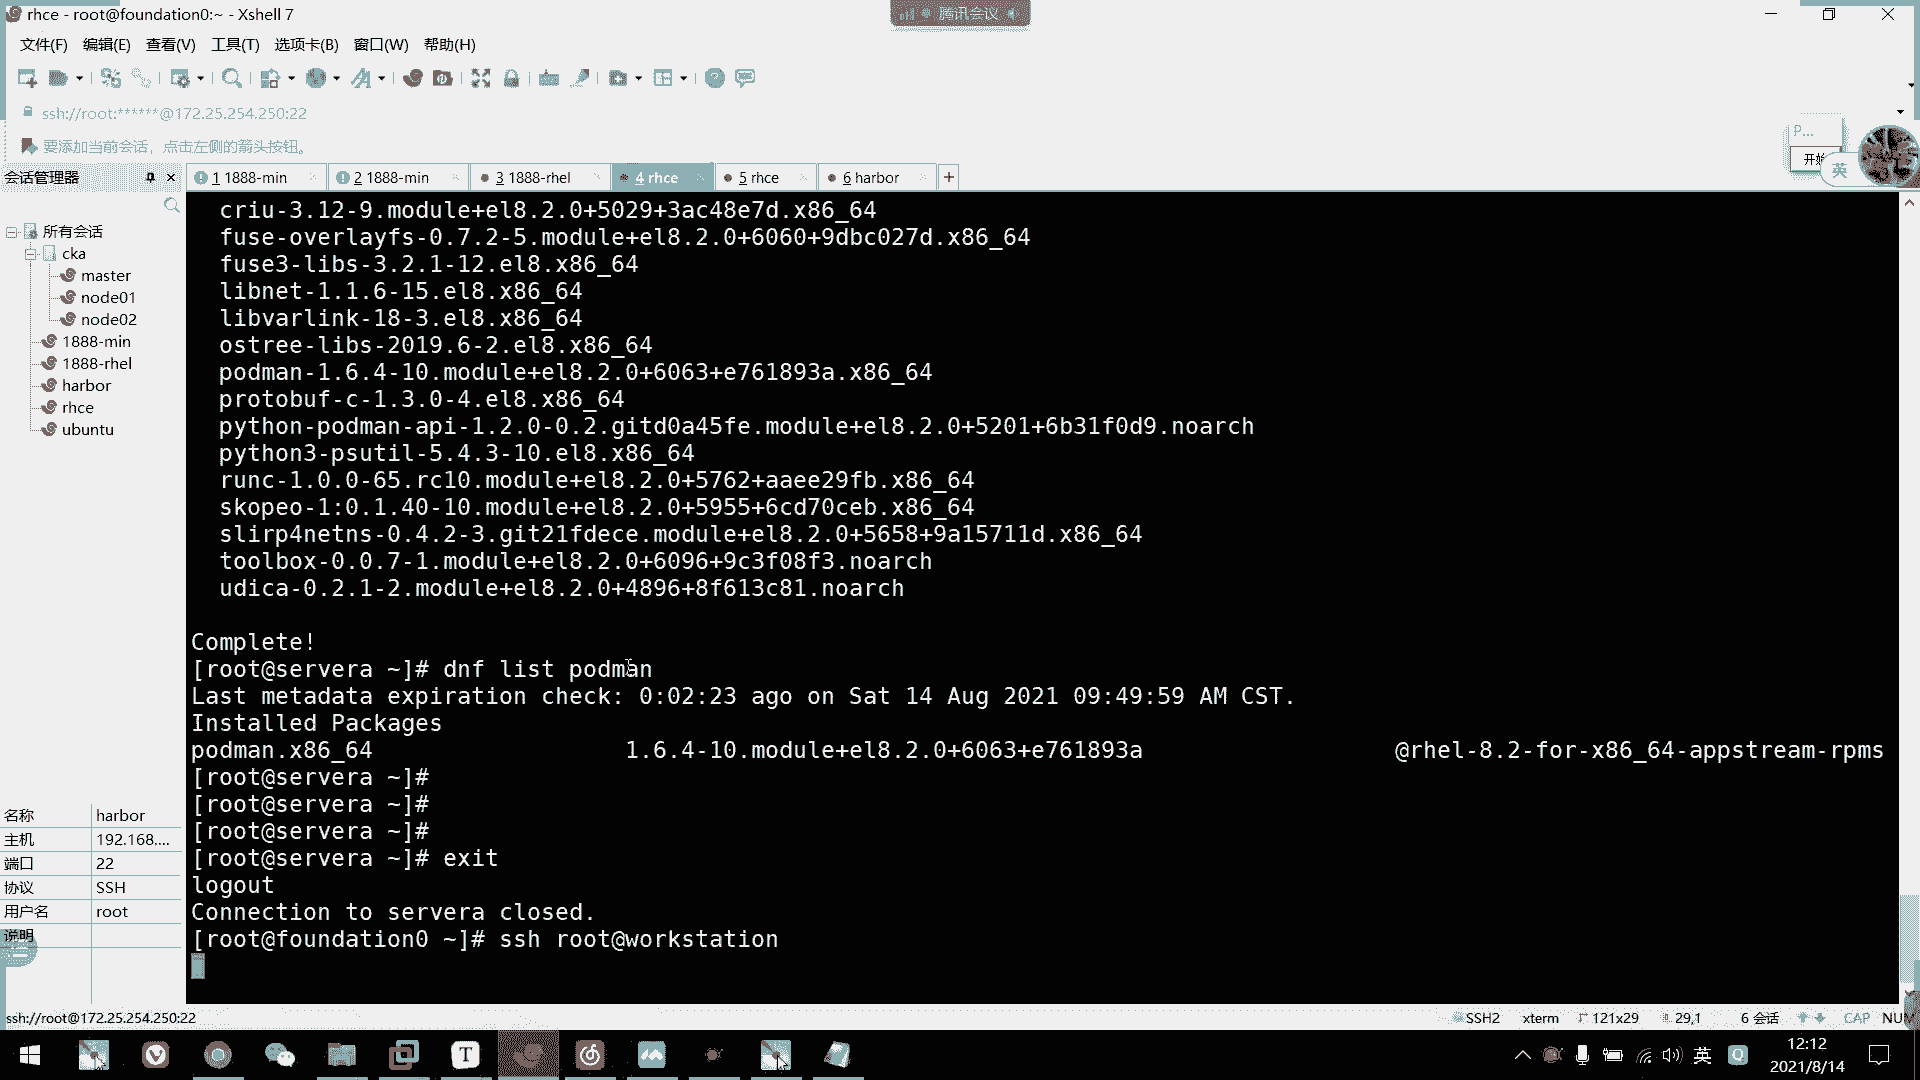 rhce - root@foundation0:~ - Xshell 7
腾讯会议
文件(F) 编辑(E) 查看(V) 工具(T) 选项卡(B) 窗口(W) 帮助(H)
ssh://root:******@172.25.254.250:22
要添加当前会话，点击左侧的箭头按钮。
P...
开始
英
会话管理器
1 1888-min
2 1888-min
3 1888-rhel
4 rhce
5 rhce
6 harbor
所有会话
cka
master
node01
node02
1888-min
1888-rhel
harbor
rhce
ubuntu
名称 harbor
主机 192.168....
端口 22
协议 SSH
用户名 root
说明
criu-3.12-9.module+el8.2.0+5029+3ac48e7d.x86_64
fuse-overlayfs-0.7.2-5.module+el8.2.0+6060+9dbc027d.x86_64
fuse3-libs-3.2.1-12.el8.x86_64
libnet-1.1.6-15.el8.x86_64
libvarlink-18-3.el8.x86_64
ostree-libs-2019.6-2.el8.x86_64
podman-1.6.4-10.module+el8.2.0+6063+e761893a.x86_64
protobuf-c-1.3.0-4.el8.x86_64
python-podman-api-1.2.0-0.2.gitd0a45fe.module+el8.2.0+5201+6b31f0d9.noarch
python3-psutil-5.4.3-10.el8.x86_64
runc-1.0.0-65.rc10.module+el8.2.0+5762+aaee29fb.x86_64
skopeo-1:0.1.40-10.module+el8.2.0+5955+6cd70ceb.x86_64
slirp4netns-0.4.2-3.git21fdece.module+el8.2.0+5658+9a15711d.x86_64
toolbox-0.0.7-1.module+el8.2.0+6096+9c3f08f3.noarch
udica-0.2.1-2.module+el8.2.0+4896+8f613c81.noarch
Complete!
[root@servera ~]# dnf list podman
Last metadata expiration check: 0:02:23 ago on Sat 14 Aug 2021 09:49:59 AM CST.
Installed Packages
podman.x86_64 1.6.4-10.module+el8.2.0+6063+e761893a @rhel-8.2-for-x86_64-appstream-rpms
[root@servera ~]#
[root@servera ~]#
[root@servera ~]#
[root@servera ~]# exit
logout
Connection to servera closed.
[root@foundation0 ~]# ssh root@workstation
ssh://root@172.25.254.250:22
SSH2 xterm 121x29 29,1 6 会话 CAP NUM
英
12:12
2021/8/14